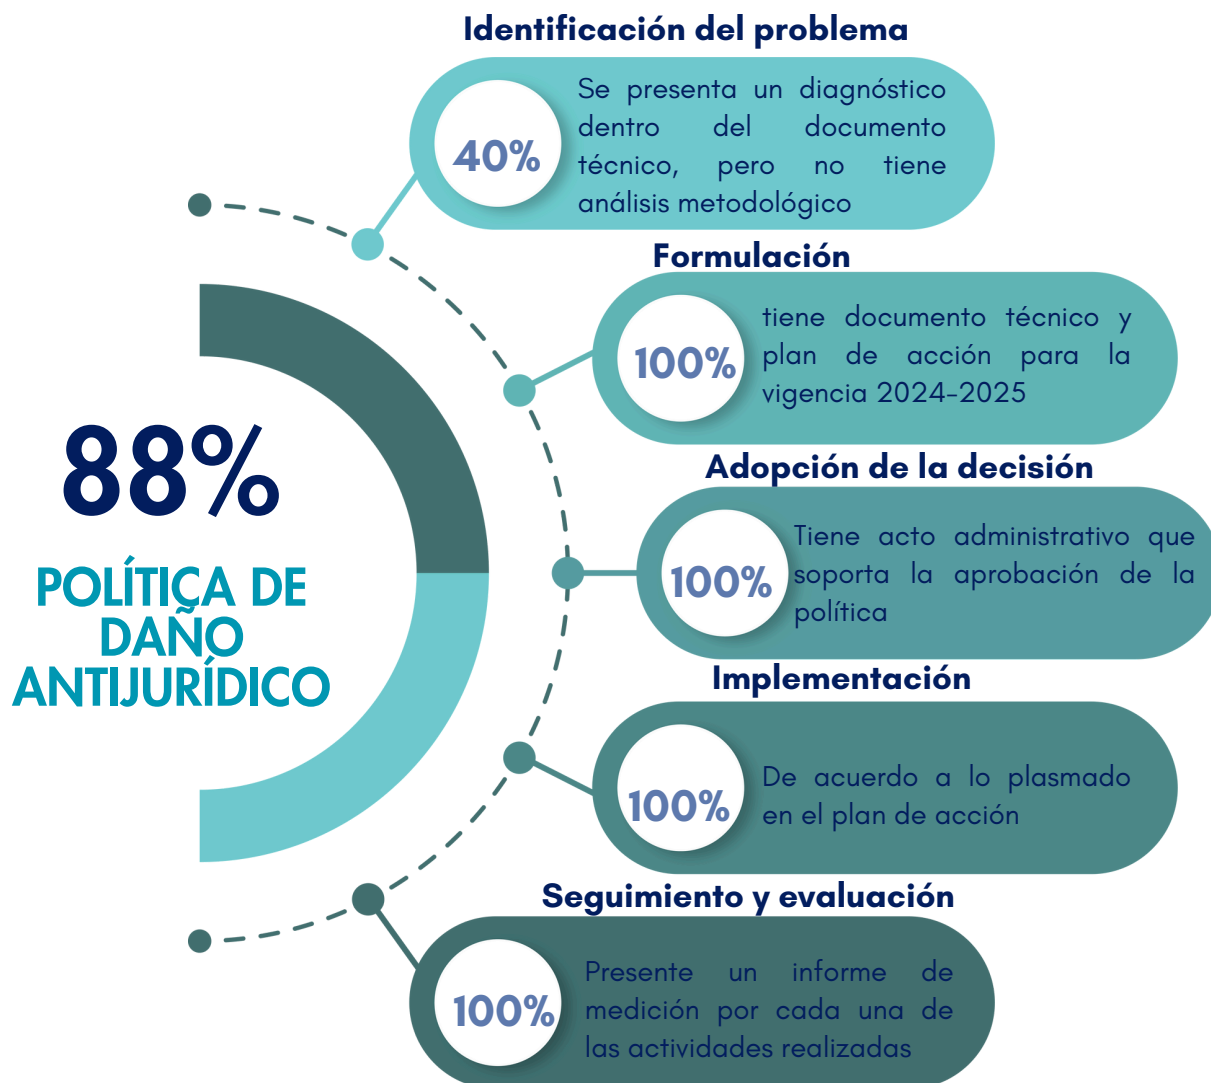 Identificación del problema
40%
Se presenta un diagnóstico
dentro del documento
técnico, pero no tiene
análisis metodológico
Formulación
100%
tiene documento técnico y
plan de acción para la
vigencia 2024-2025
88%
POLÍTICA DE
DAÑO
ANTIJURÍDICO
Adopción de la decisión
100%
Tiene acto administrativo que
soporta la aprobación de la
política
Implementación
100%
De acuerdo a lo plasmado
en el plan de acción
Seguimiento y evaluación
100%
Presente un informe de
medición por cada una de
las actividades realizadas